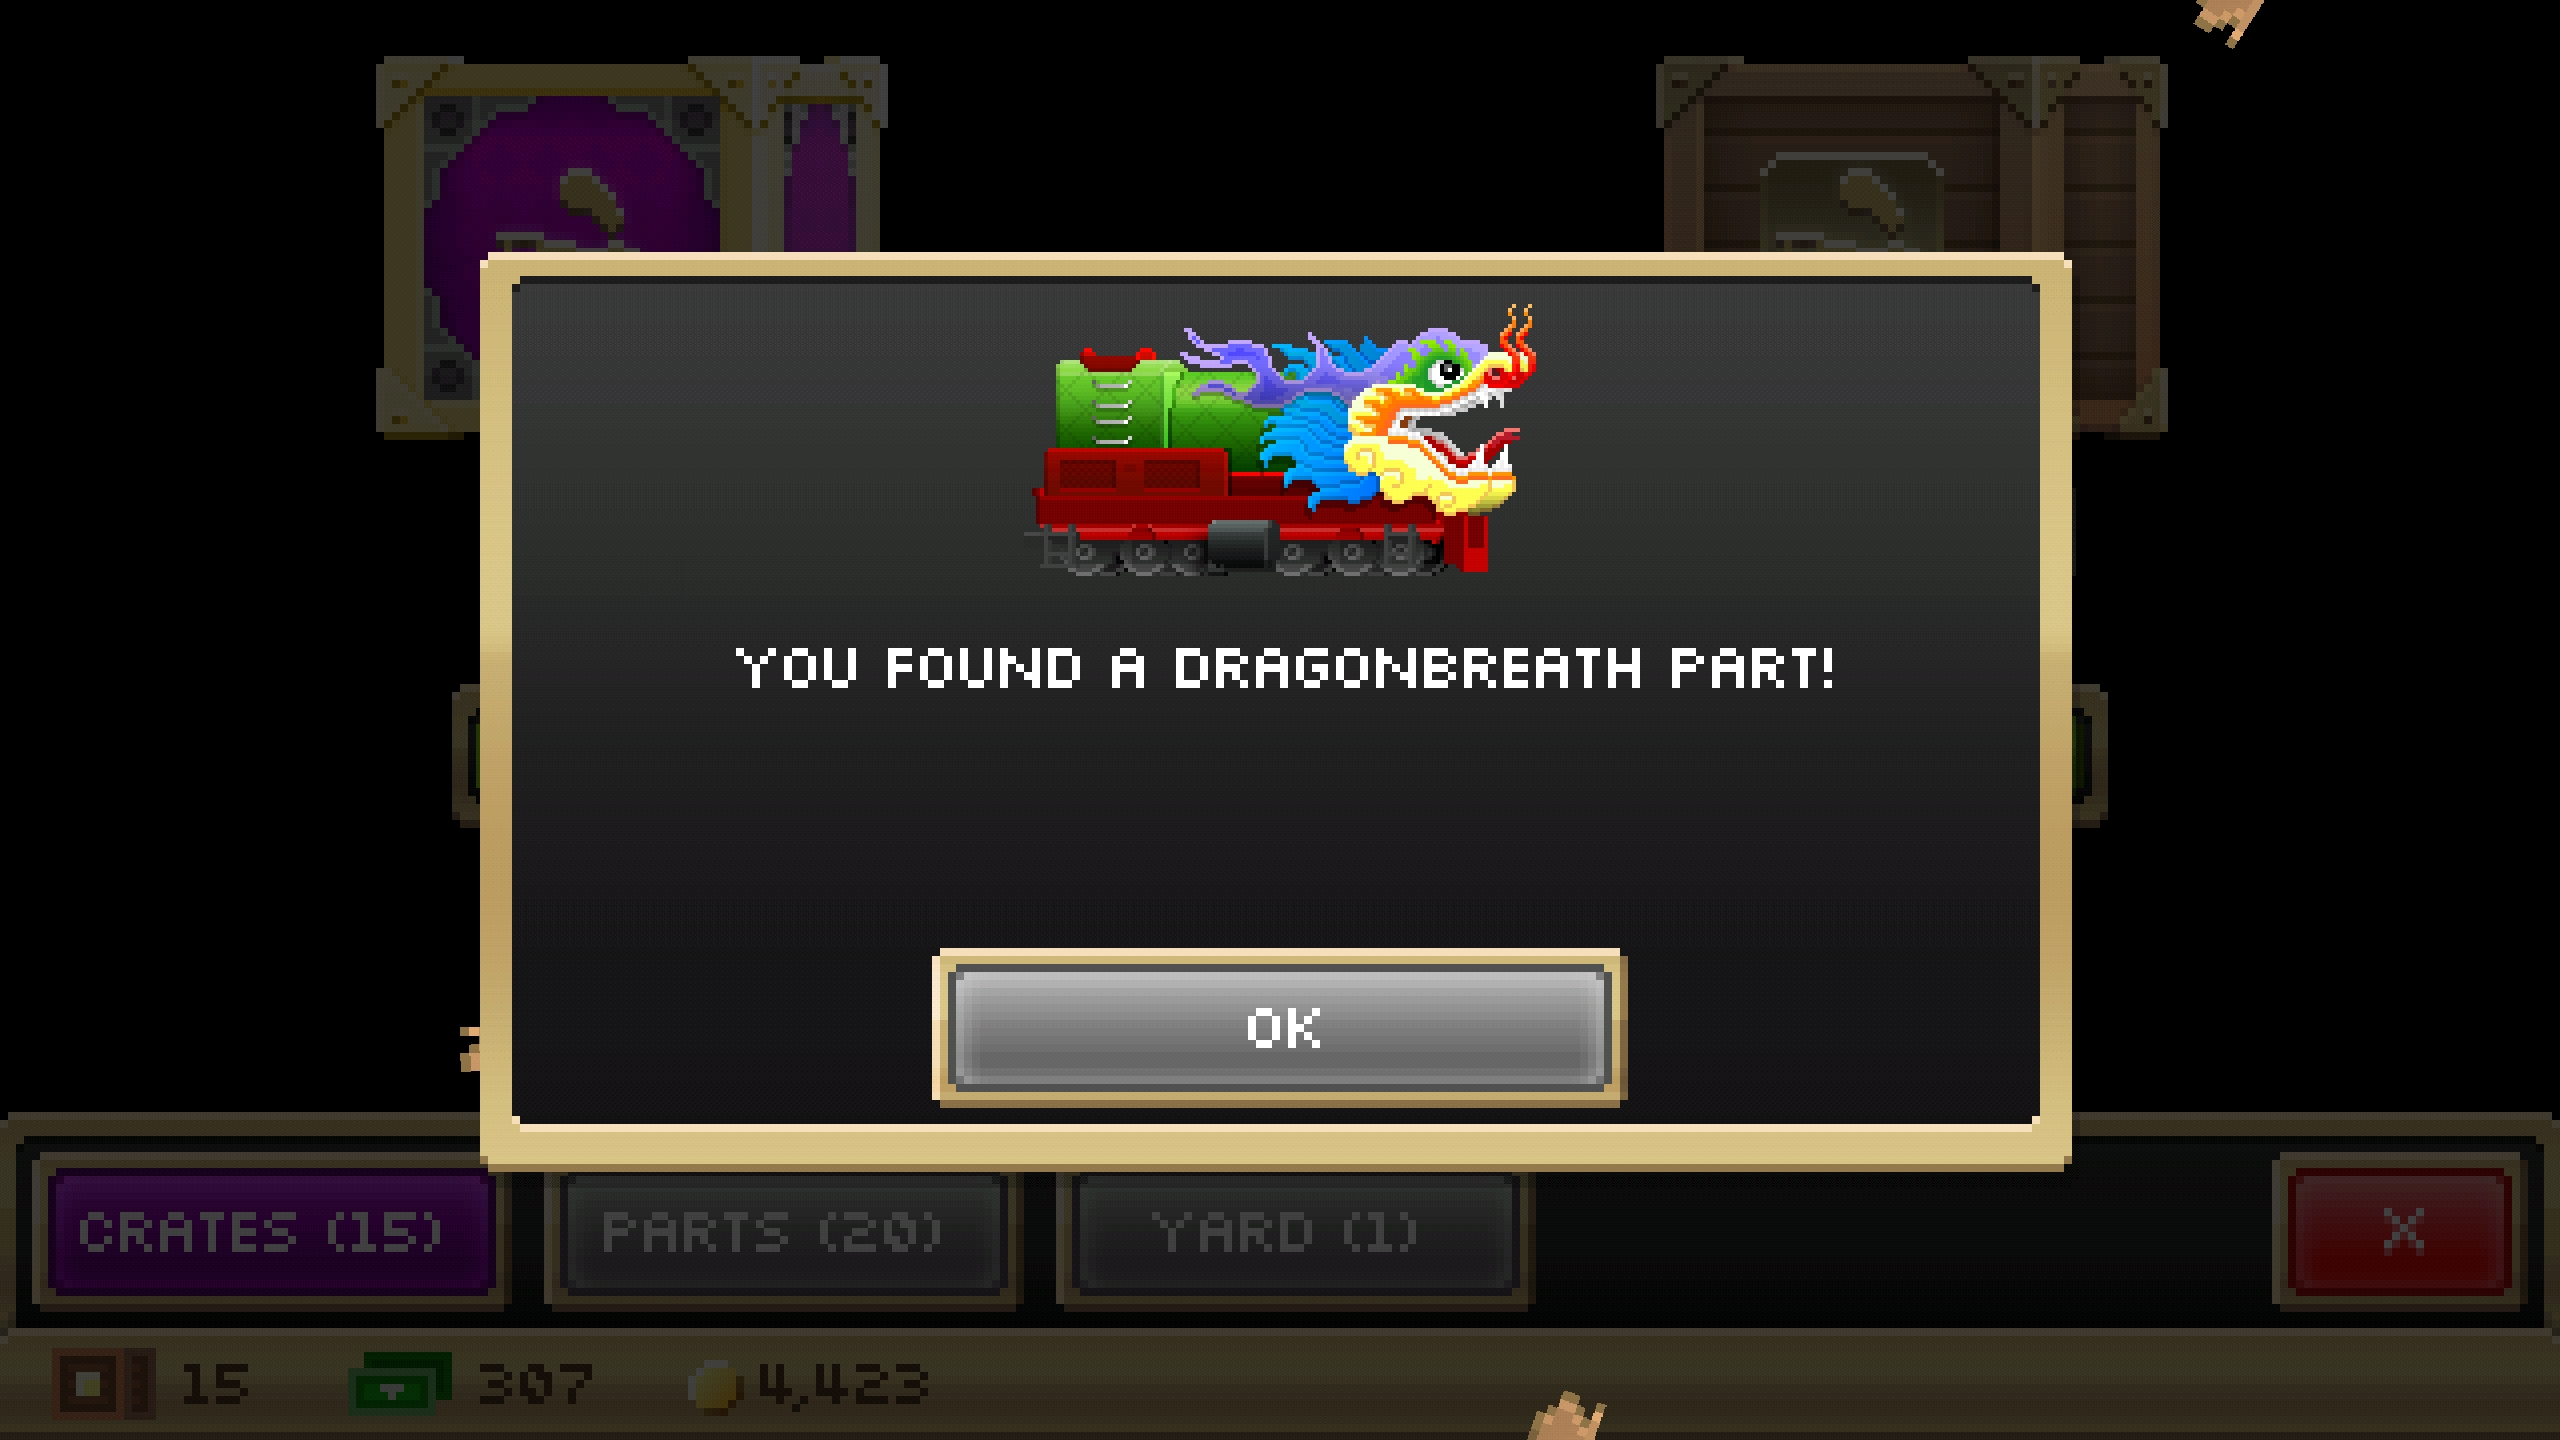 YOU FOUND A DRAGONBREATH PART!
OK
CRATES (15)
PARTS (20)
YARD (1)
X
15
307
4,423